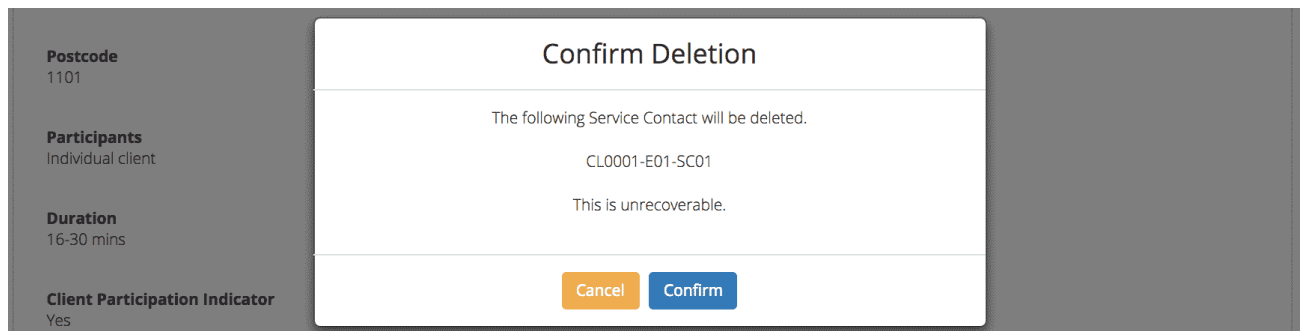 Postcode
1101
Participants
Individual client
Duration
16-30 mins
Client Participation Indicator
Yes
Confirm Deletion
The following Service Contact will be deleted.
CL0001-E01-SC01
This is unrecoverable.
Cancel
Confirm